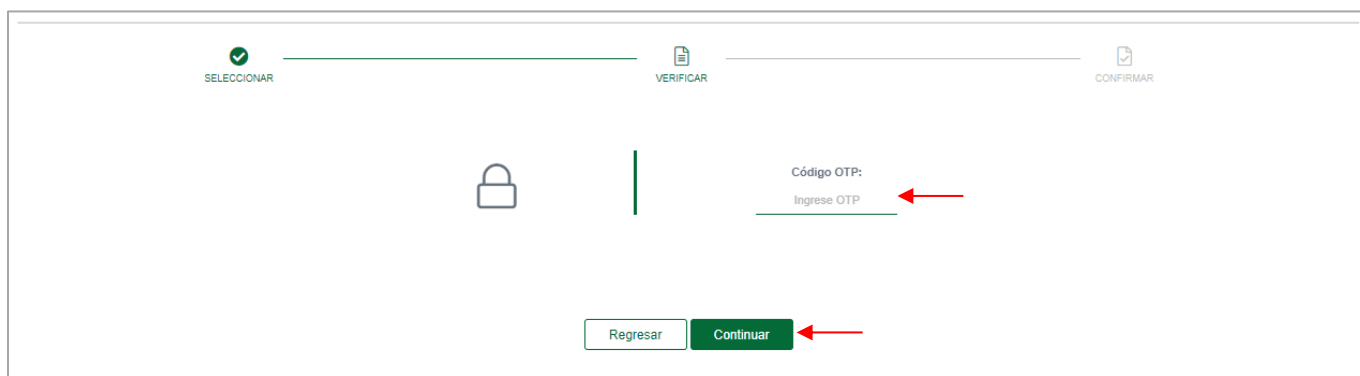 SELECCIONAR
VERIFICAR
CONFIRMAR
Código OTP:
Ingrese OTP
Regresar
Continuar